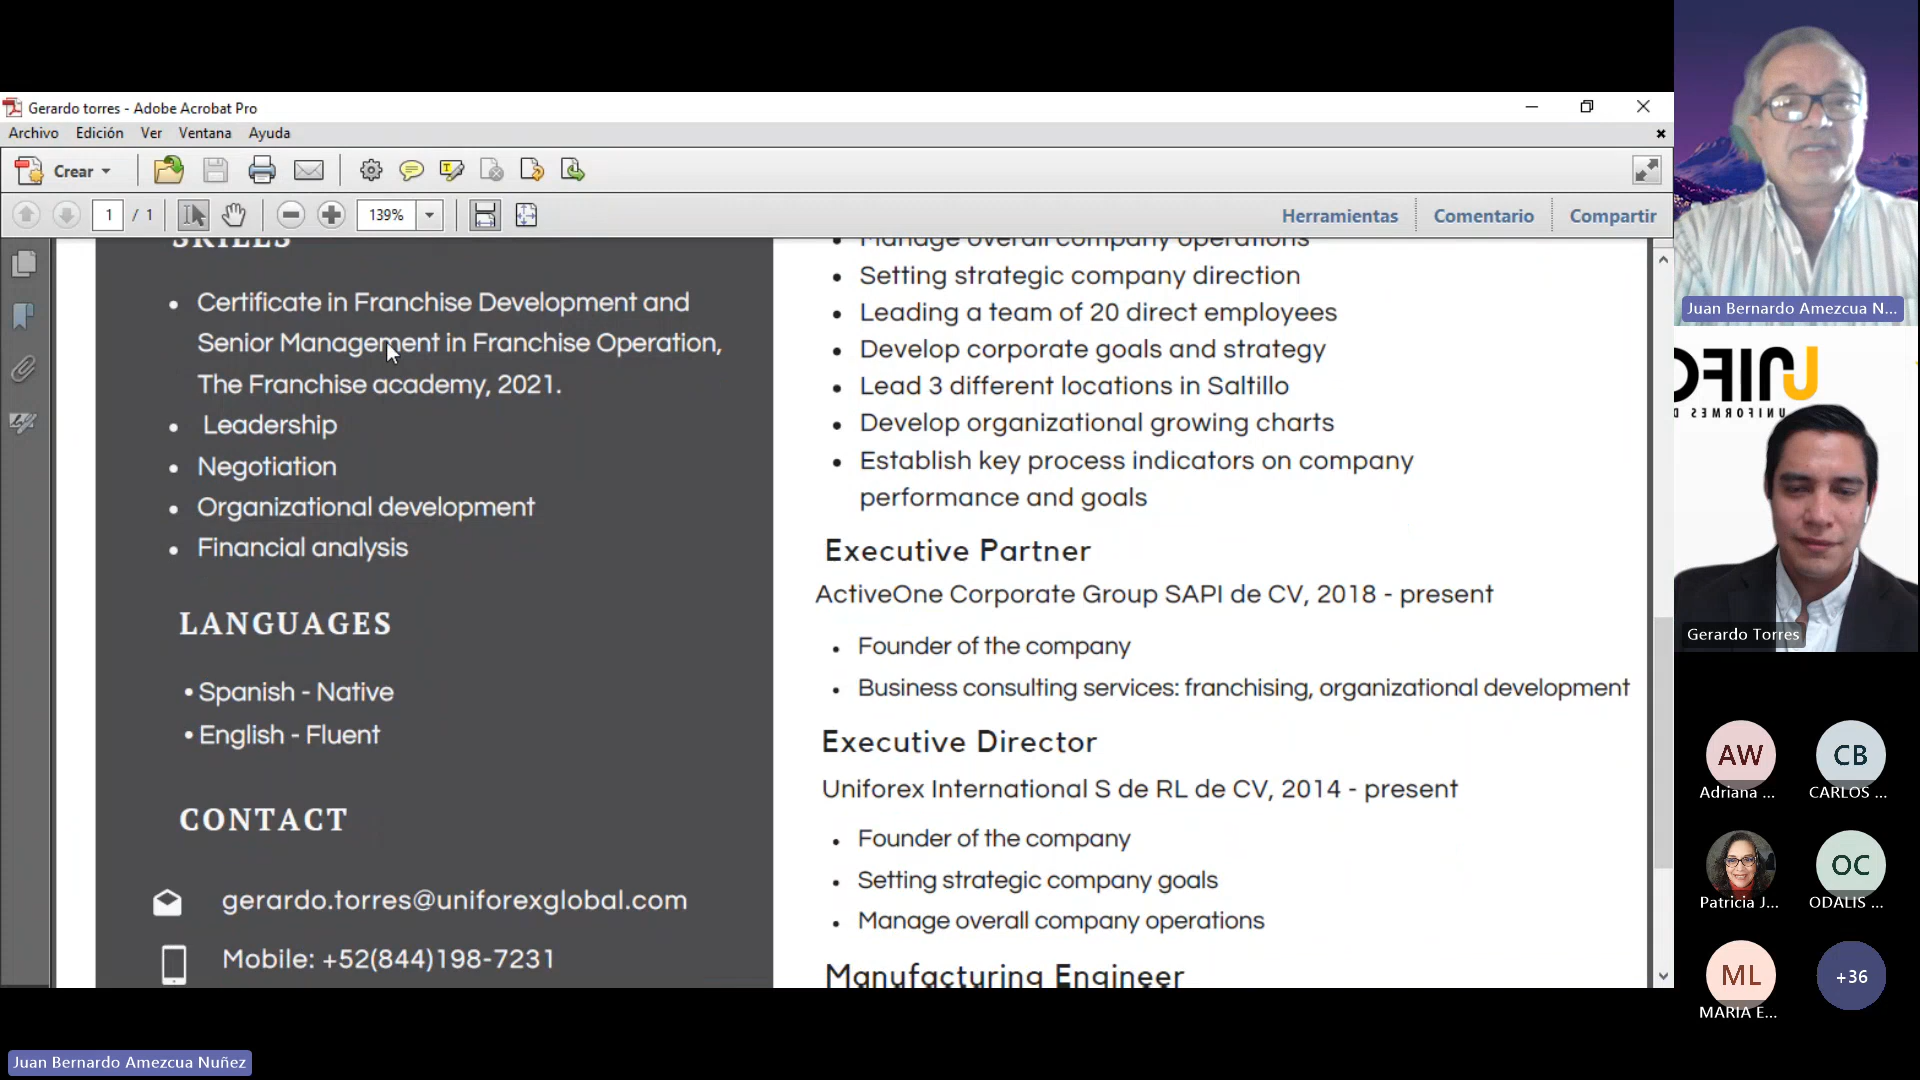 Gerardo torres - Adobe Acrobat Pro
Archivo Edición Ver Ventana Ayuda
Crear
1 / 1
139%
Herramientas Comentario Compartir
SKILLS
• Certificate in Franchise Development and
Senior Management in Franchise Operation,
The Franchise academy, 2021.
• Leadership
• Negotiation
• Organizational development
• Financial analysis
LANGUAGES
• Spanish - Native
• English - Fluent
CONTACT
gerardo.torres@uniforexglobal.com
Mobile: +52(844)198-7231
• Manage overall company operations
• Setting strategic company direction
• Leading a team of 20 direct employees
• Develop corporate goals and strategy
• Lead 3 different locations in Saltillo
• Develop organizational growing charts
• Establish key process indicators on company
performance and goals
Executive Partner
ActiveOne Corporate Group SAPI de CV, 2018 - present
• Founder of the company
• Business consulting services: franchising, organizational development
Executive Director
Uniforex International S de RL de CV, 2014 - present
• Founder of the company
• Setting strategic company goals
• Manage overall company operations
Manufacturing Engineer
Juan Bernardo Amezcua N...
UNIFO
UNIFORMES D
Gerardo Torres
AW
Adriana ...
CB
CARLOS ...
Patricia J...
OC
ODALIS ...
ML
MARIA E...
+36
Juan Bernardo Amezcua Nuñez